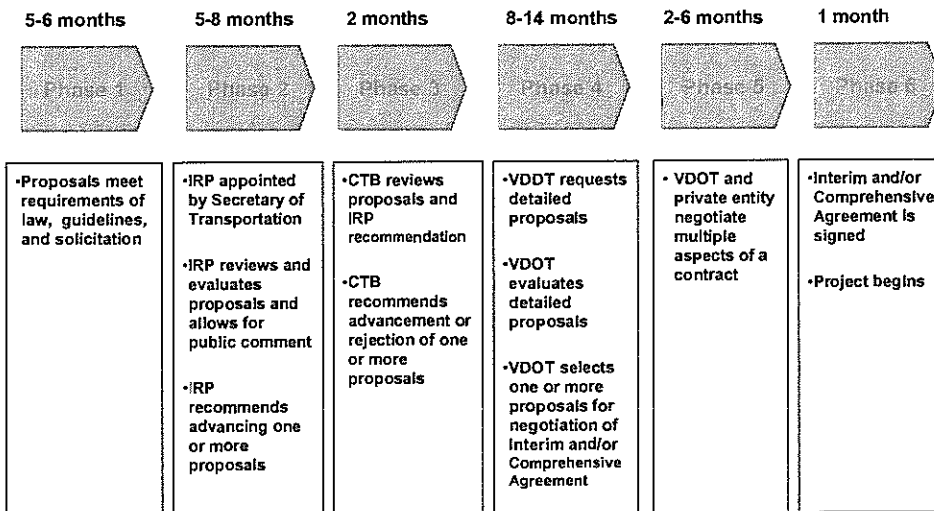 5-6 months
5-8 months
2 months
8-14 months
2-6 months
1 month
Phase 1
Phase 2
Phase 3
Phase 4
Phase 5
Phase 6
•Proposals meet
requirements of
law, guidelines,
and solicitation
•IRP appointed
by Secretary of
Transportation
•IRP reviews and
evaluates
proposals and
allows for
public comment
•IRP
recommends
advancing one
or more
proposals
•CTB reviews
proposals and
IRP
recommendation
•CTB
recommends
advancement or
rejection of one
or more
proposals
•VDDT requests
detailed
proposals
•VDOT
evaluates
detailed
proposals
•VDOT selects
one or more
proposals for
negotiation of
Interim and/or
Comprehensive
Agreement
• VDOT and
private entity
negotiate
multiple
aspects of a
contract
•Interim and/or
Comprehensive
Agreement is
signed
•Project begins